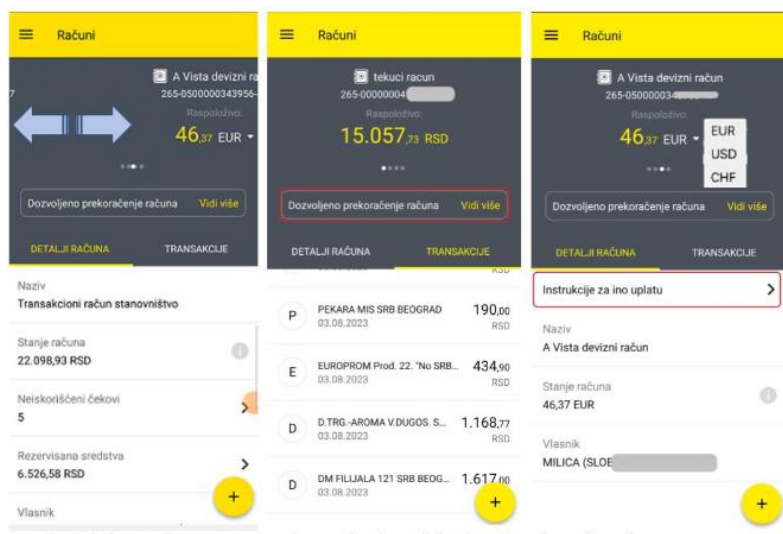 Računi
A Vista devizni ra
7
265-0500000343956-
Raspoloživo:
46,37 EUR
Dozvoljeno prekoračenje računa Vidi više
DETALJI RAČUNA TRANSAKCIJE
Naziv
Transakcioni račun stanovništvo
Stanje računa
22.098,93 RSD
Neiskorišćeni čekovi
5
Rezervisana sredstva
6.526,58 RSD
Vlasnik
+
Računi
tekuci racun
265-00000004
Raspoloživo:
15.057,73 RSD
Dozvoljeno prekoračenje računa Vidi više
DETALJI RAČUNA TRANSAKCIJE
RSD
P PEKARA MIS SRB BEOGRAD 190,00
03.08.2023 RSD
E EUROPROM Prod. 22. "No SRB... 434,90
03.08.2023 RSD
D D.TRG.-AROMA V.DUGOS. S... 1.168,77
03.08.2023 RSD
D DM FILIJALA 121 SRB BEOG... 1.617,00
03.08.2023
+
Računi
A Vista devizni račun
265-050000034
Raspoloživo:
46,37 EUR
EUR
USD
CHF
Dozvoljeno prekoračenje računa Vidi više
DETALJI RAČUNA TRANSAKCIJE
Instrukcije za ino uplatu
Naziv
A Vista devizni račun
Stanje računa
46,37 EUR
Vlasnik
MILICA (SLOB
+